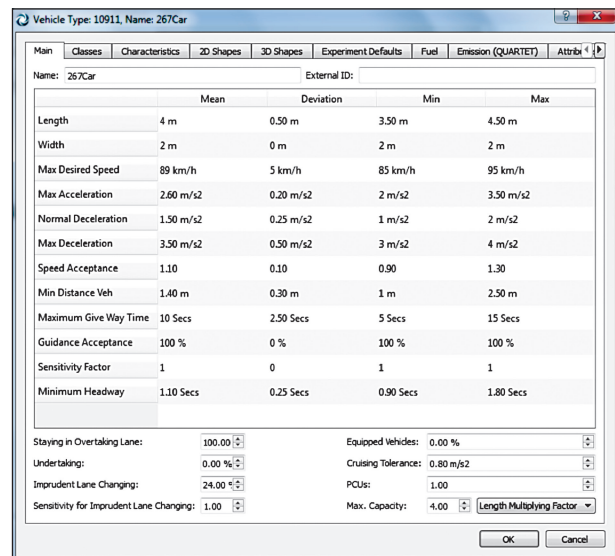 Vehicle Type: 10911, Name: 267Car
Main Classes Characteristics 2D Shapes 3D Shapes Experiment Defaults Fuel Emission (QUARTET)
Name: 267Car External ID:
Mean Deviation Min Max
Length 4 m 0.50 m 3.50 m 4.50 m
Width 2 m 0 m 2 m 2 m
Max Desired Speed 89 km/h 5 km/h 85 km/h 95 km/h
Max Acceleration 2.60 m/s2 0.20 m/s2 2 m/s2 3.50 m/s2
Normal Deceleration 1.50 m/s2 0.25 m/s2 1 m/s2 2 m/s2
Max Deceleration 3.50 m/s2 0.50 m/s2 3 m/s2 4 m/s2
Speed Acceptance 1.10 0.10 0.90 1.30
Min Distance Veh 1.40 m 0.30 m 1 m 2.50 m
Maximum Give Way Time 10 Secs 2.50 Secs 5 Secs 15 Secs
Guidance Acceptance 100 % 0 % 100 % 100 %
Sensitivity Factor 1 0 1 1
Minimum Headway 1.10 Secs 0.25 Secs 0.90 Secs 1.80 Secs
Staying in Overtaking Lane: 100.00 Equipped Vehicles: 0.00 %
Undertaking: 0.00 % Cruising Tolerance: 0.80 m/s2
Imprudent Lane Changing: 24.00 PCUs: 1.00
Sensitivity for Imprudent Lane Changing: 1.00 Max. Capacity: 4.00 Length Multiplying Factor
OK Cancel